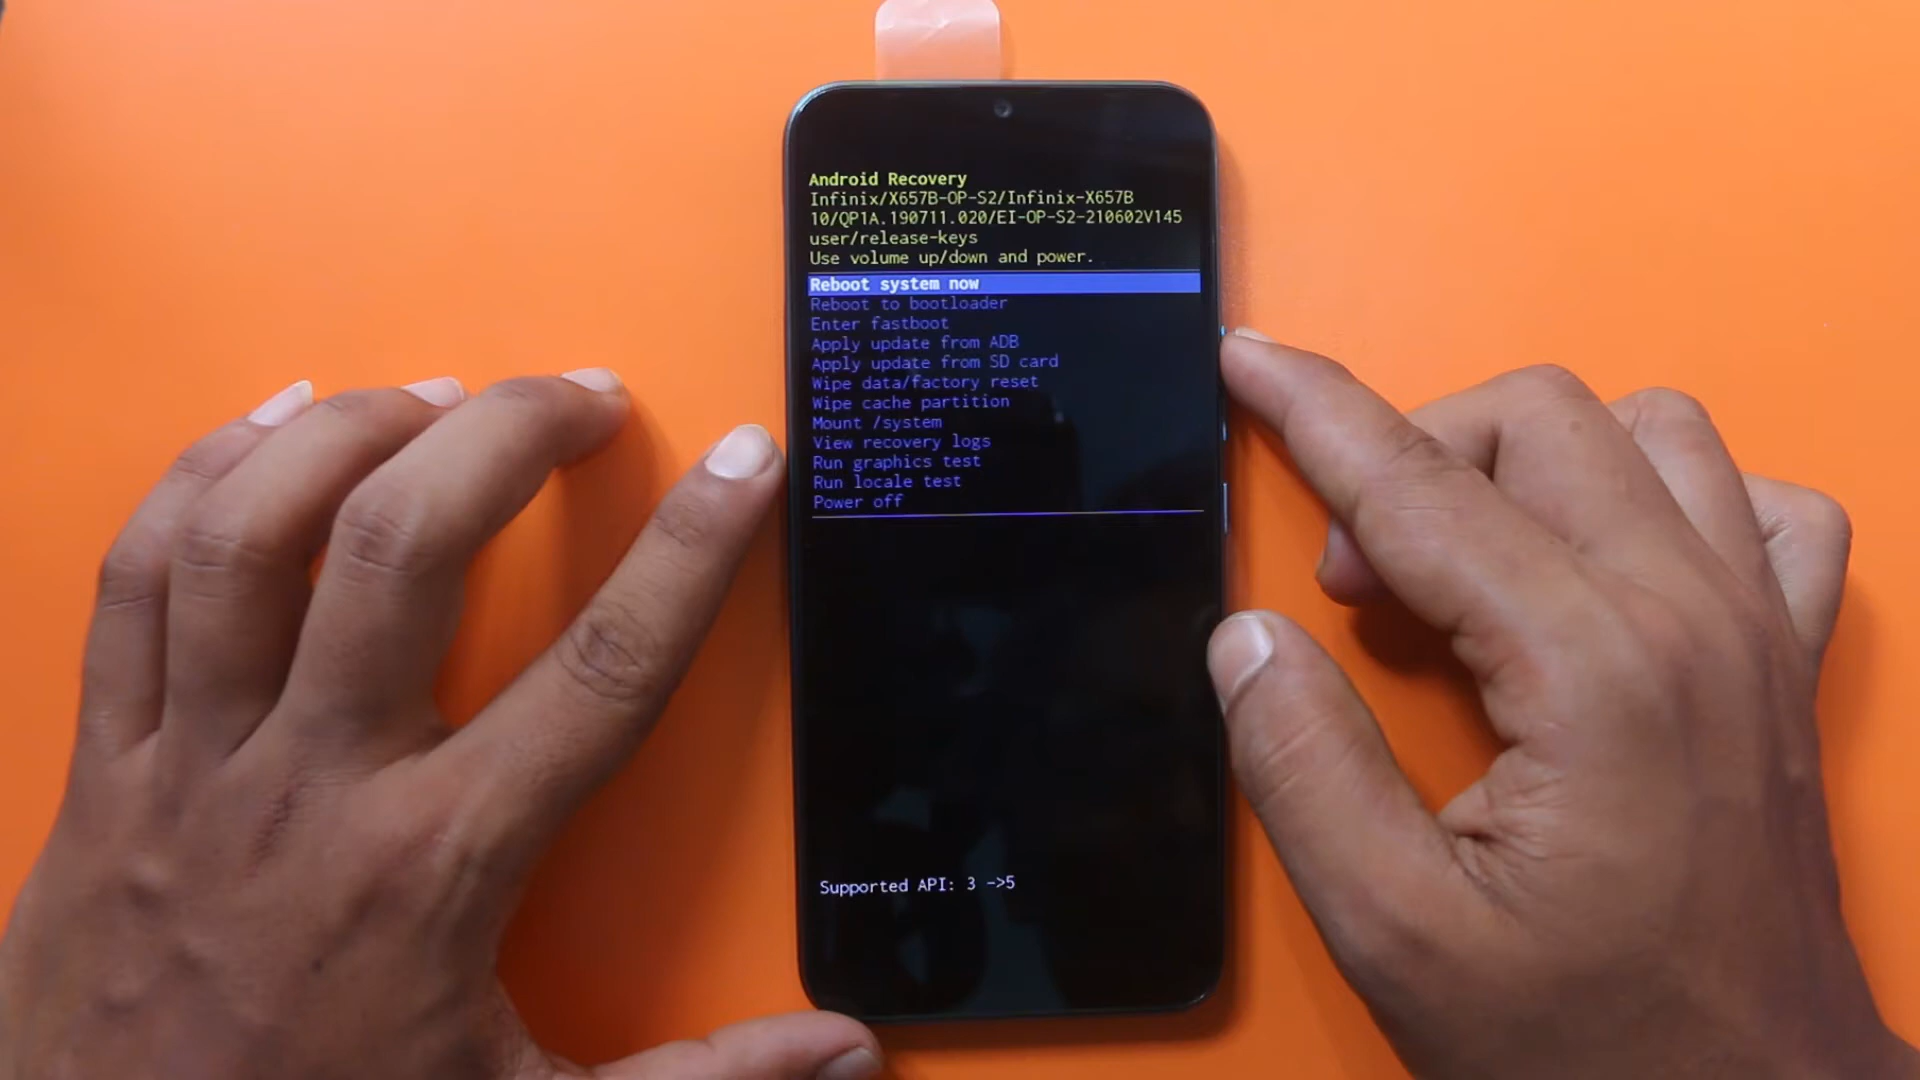 Android Recovery
Infinix/X657B-OP-S2/Infinix-X657B
10/QP1A.190711.020/EI-OP-S2-210602V145
user/release-keys
Use volume up/down and power.
Reboot system now
Reboot to bootloader
Enter fastboot
Apply update from ADB
Apply update from SD card
Wipe data/factory reset
Wipe cache partition
Mount /system
View recovery logs
Run graphics test
Run locale test
Power off
Supported API: 3 ->5